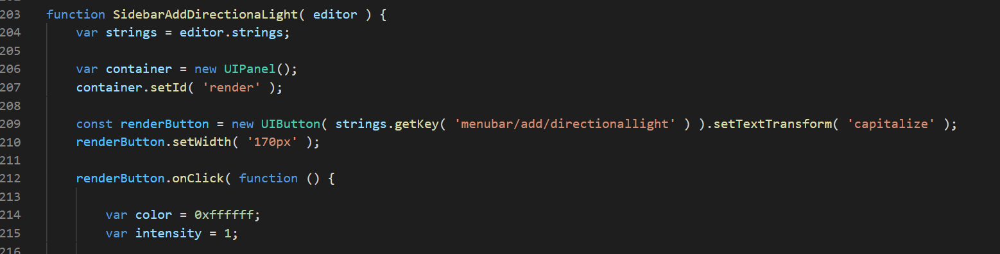 203 function SidebarAddDirectionaLight( editor ) {
204 var strings = editor.strings;
205
206 var container = new UIPanel();
207 container.setId( 'render' );
208
209 const renderButton = new UIButton( strings.getKey( 'menubar/add/directionallight' ) ).setTextTransform( 'capitalize' );
210 renderButton.setWidth( '170px' );
211
212 renderButton.onClick( function () {
213
214 var color = 0xffffff;
215 var intensity = 1;
216